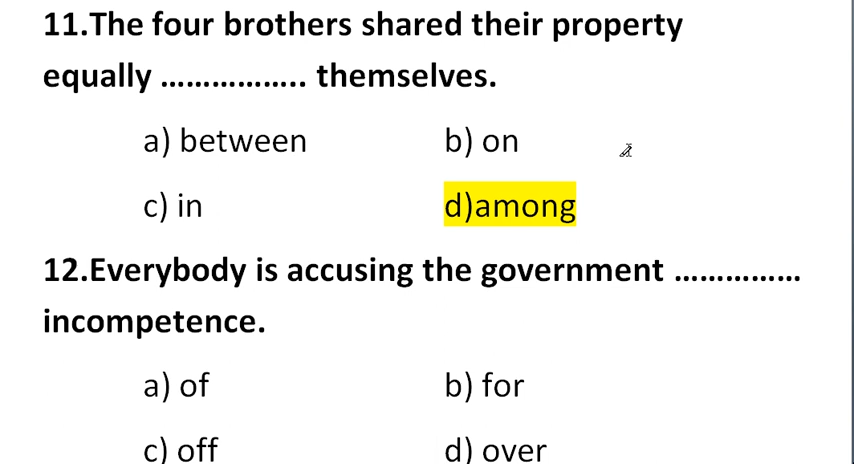 11.The four brothers shared their property
equally …………….. themselves.
a) between b) on
c) in d)among
12.Everybody is accusing the government ……………
incompetence.
a) of b) for
c) off d) over